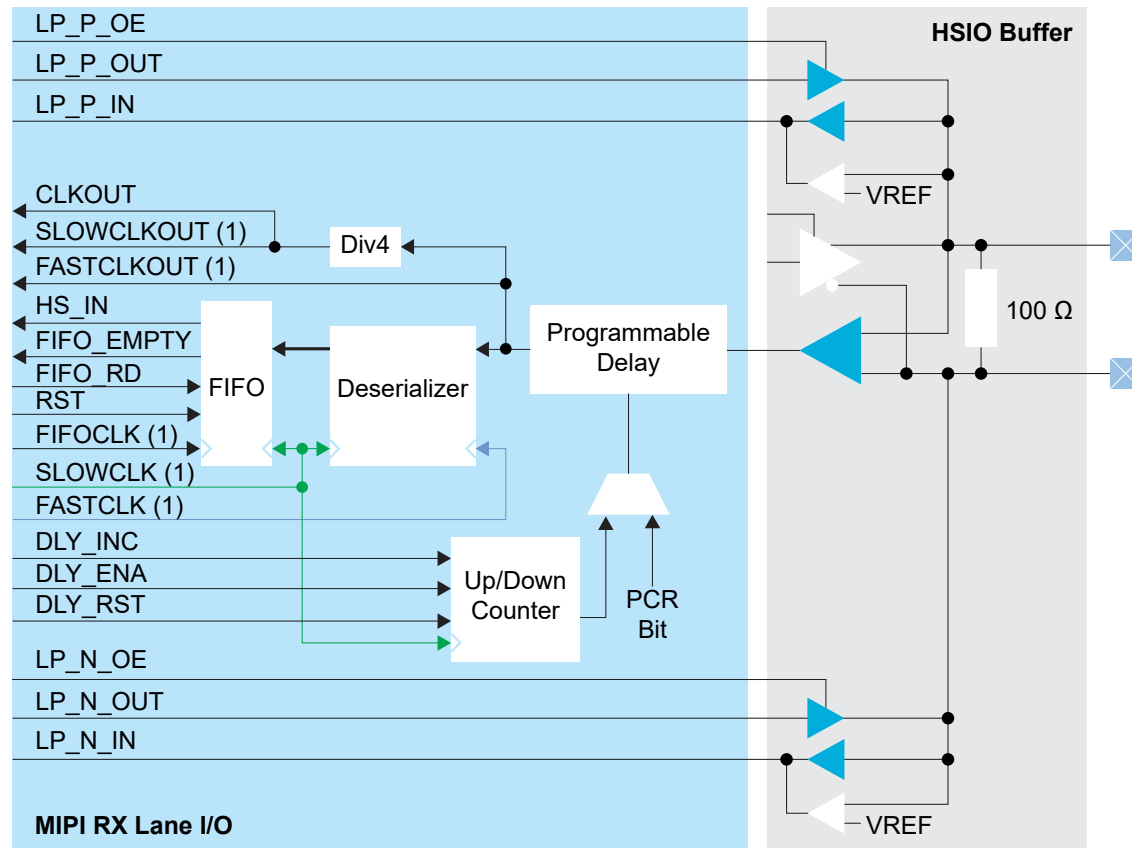 LP_P_OE
HSIO Buffer
LP_P_OUT
LP_P_IN
VREF
CLKOUT
SLOWCLKOUT (1)
Div4
FASTCLKOUT (1)
HS_IN
100 Ω
Programmable
Delay
FIFO_EMPTY
FIFO_RD
FIFO
Deserializer
RST
FIFOCLK (1)
SLOWCLK (1)
FASTCLK (1)
DLY_INC
DLY_ENA
DLY_RST
Up/Down
Counter
PCR
Bit
LP_N_OE
LP_N_OUT
LP_N_IN
VREF
MIPI RX Lane I/O